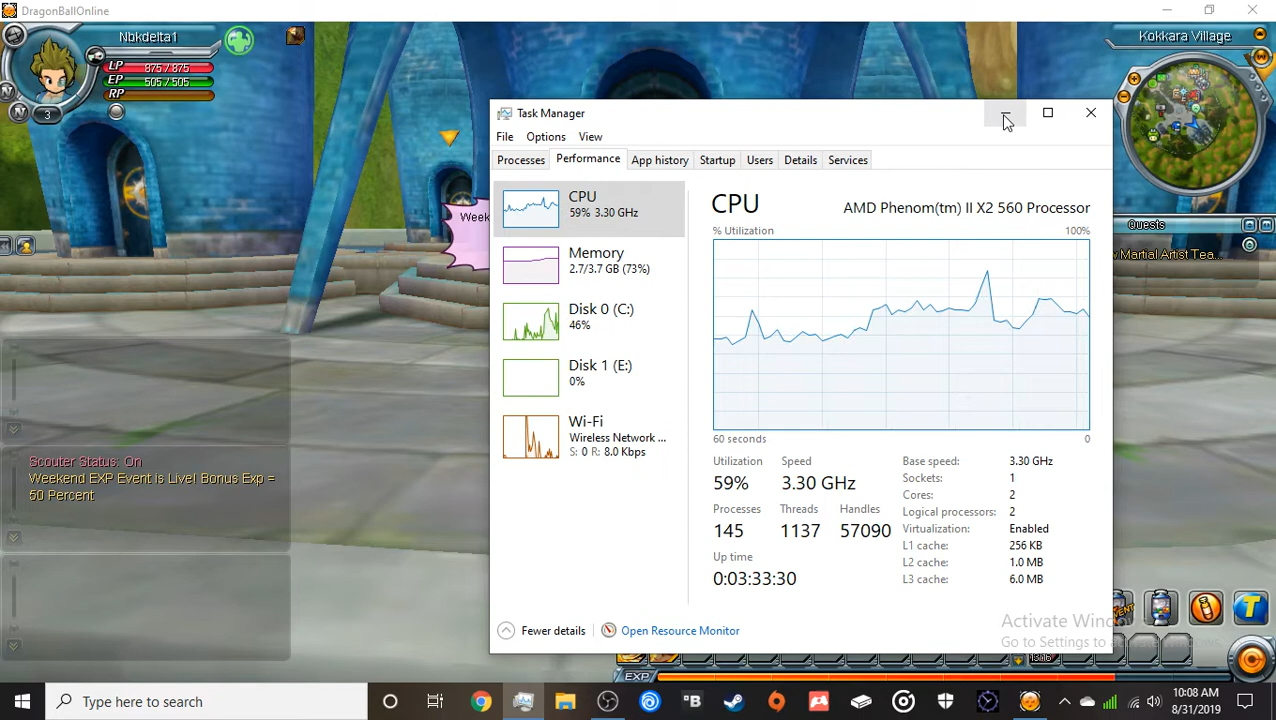 DragonBallOnline
Nbkdelta1
LP 875 / 875
EP 505 / 505
RP
N
N
3
Kokkara Village
W
Quests
w Martial Artist Tea...
Week
Task Manager
File Options View
Processes Performance App history Startup Users Details Services
CPU
59% 3.30 GHz
Memory
2.7/3.7 GB (73%)
Disk 0 (C:)
46%
Disk 1 (E:)
0%
Wi-Fi
Wireless Network ...
S: 0 R: 8.0 Kbps
CPU AMD Phenom(tm) II X2 560 Processor
% Utilization 100%
60 seconds 0
Utilization Speed
59% 3.30 GHz
Processes Threads Handles
145 1137 57090
Up time
0:03:33:30
Base speed: 3.30 GHz
Sockets: 1
Cores: 2
Logical processors: 2
Virtualization: Enabled
L1 cache: 256 KB
L2 cache: 1.0 MB
L3 cache: 6.0 MB
Fewer details Open Resource Monitor
Scouter Status: On
Weekend EXP Event is Live! Bonus Exp =
50 Percent
Activate Windo
Go to Settings to activate
T
EXP
Type here to search
10:08 AM
8/31/2019